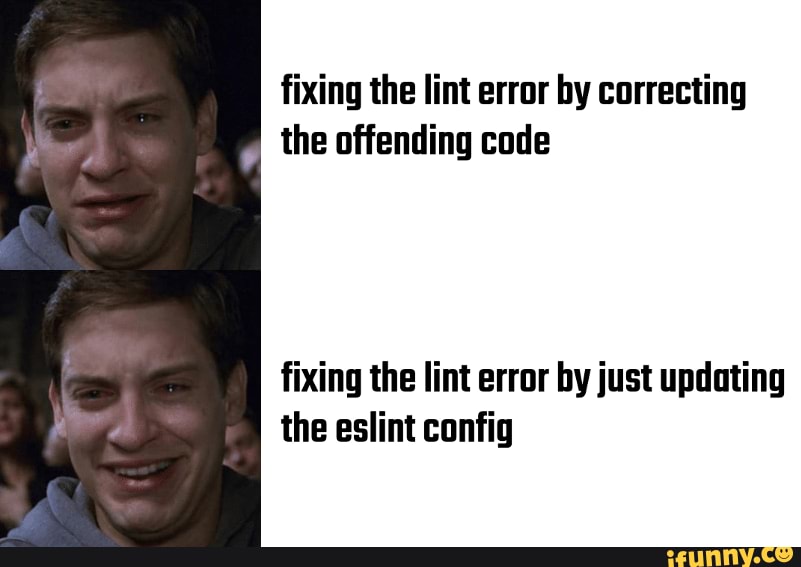 fixing the lint error by correcting
the offending code
fixing the lint error by just updating
the eslint config
ifunny.co